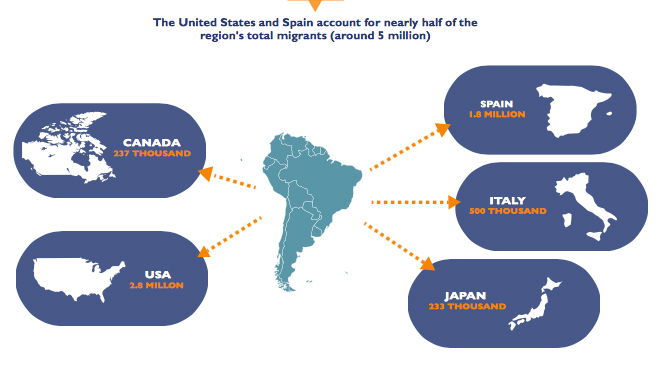 The United States and Spain account for nearly half of the
region's total migrants (around 5 million)
CANADA
237 THOUSAND
USA
2.8 MILLON
SPAIN
1.8 MILLION
ITALY
500 THOUSAND
JAPAN
233 THOUSAND